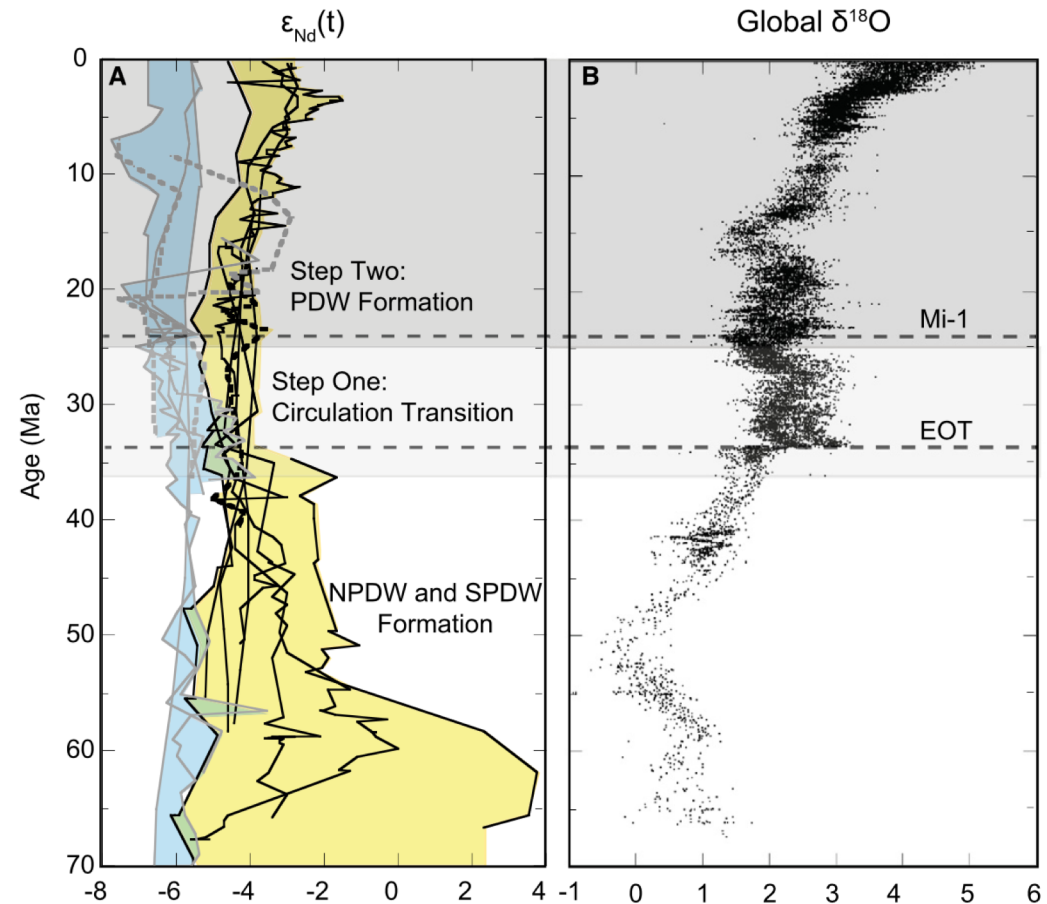 εNd(t)
Global δ¹⁸O
A
B
0
10
20
30
40
50
60
70
Age (Ma)
Step Two:
PDW Formation
Mi-1
Step One:
Circulation Transition
EOT
NPDW and SPDW
Formation
-8 -6 -4 -2 0 2 4
-1 0 1 2 3 4 5 6